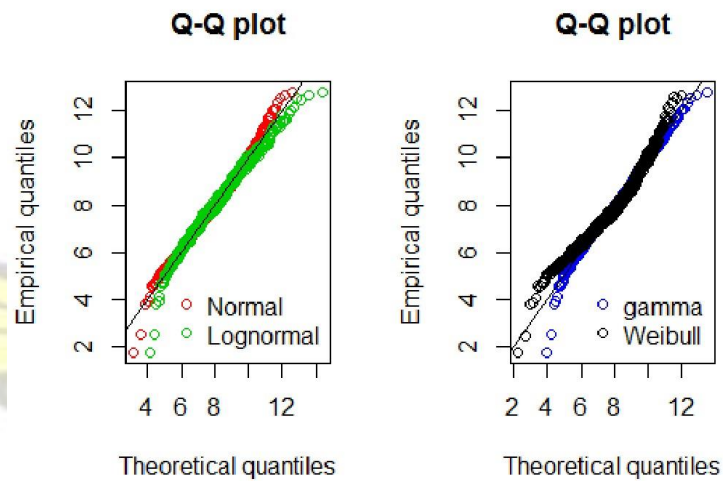 Q-Q plot
Empirical quantiles
12
10
8
6
4
2
Normal
Lognormal
4 6 8 12
Theoretical quantiles
Q-Q plot
Empirical quantiles
12
10
8
6
4
2
gamma
Weibull
2 4 6 8 12
Theoretical quantiles